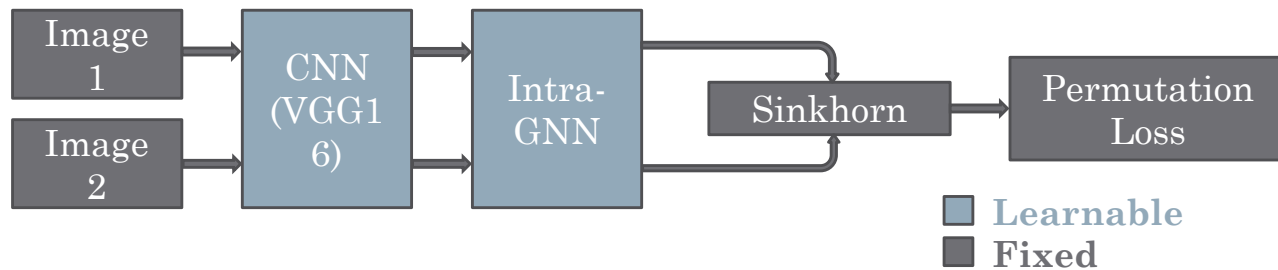 Image
1
Image
2
CNN
(VGG1
6)
Intra-
GNN
Sinkhorn
Permutation
Loss
Learnable
Fixed